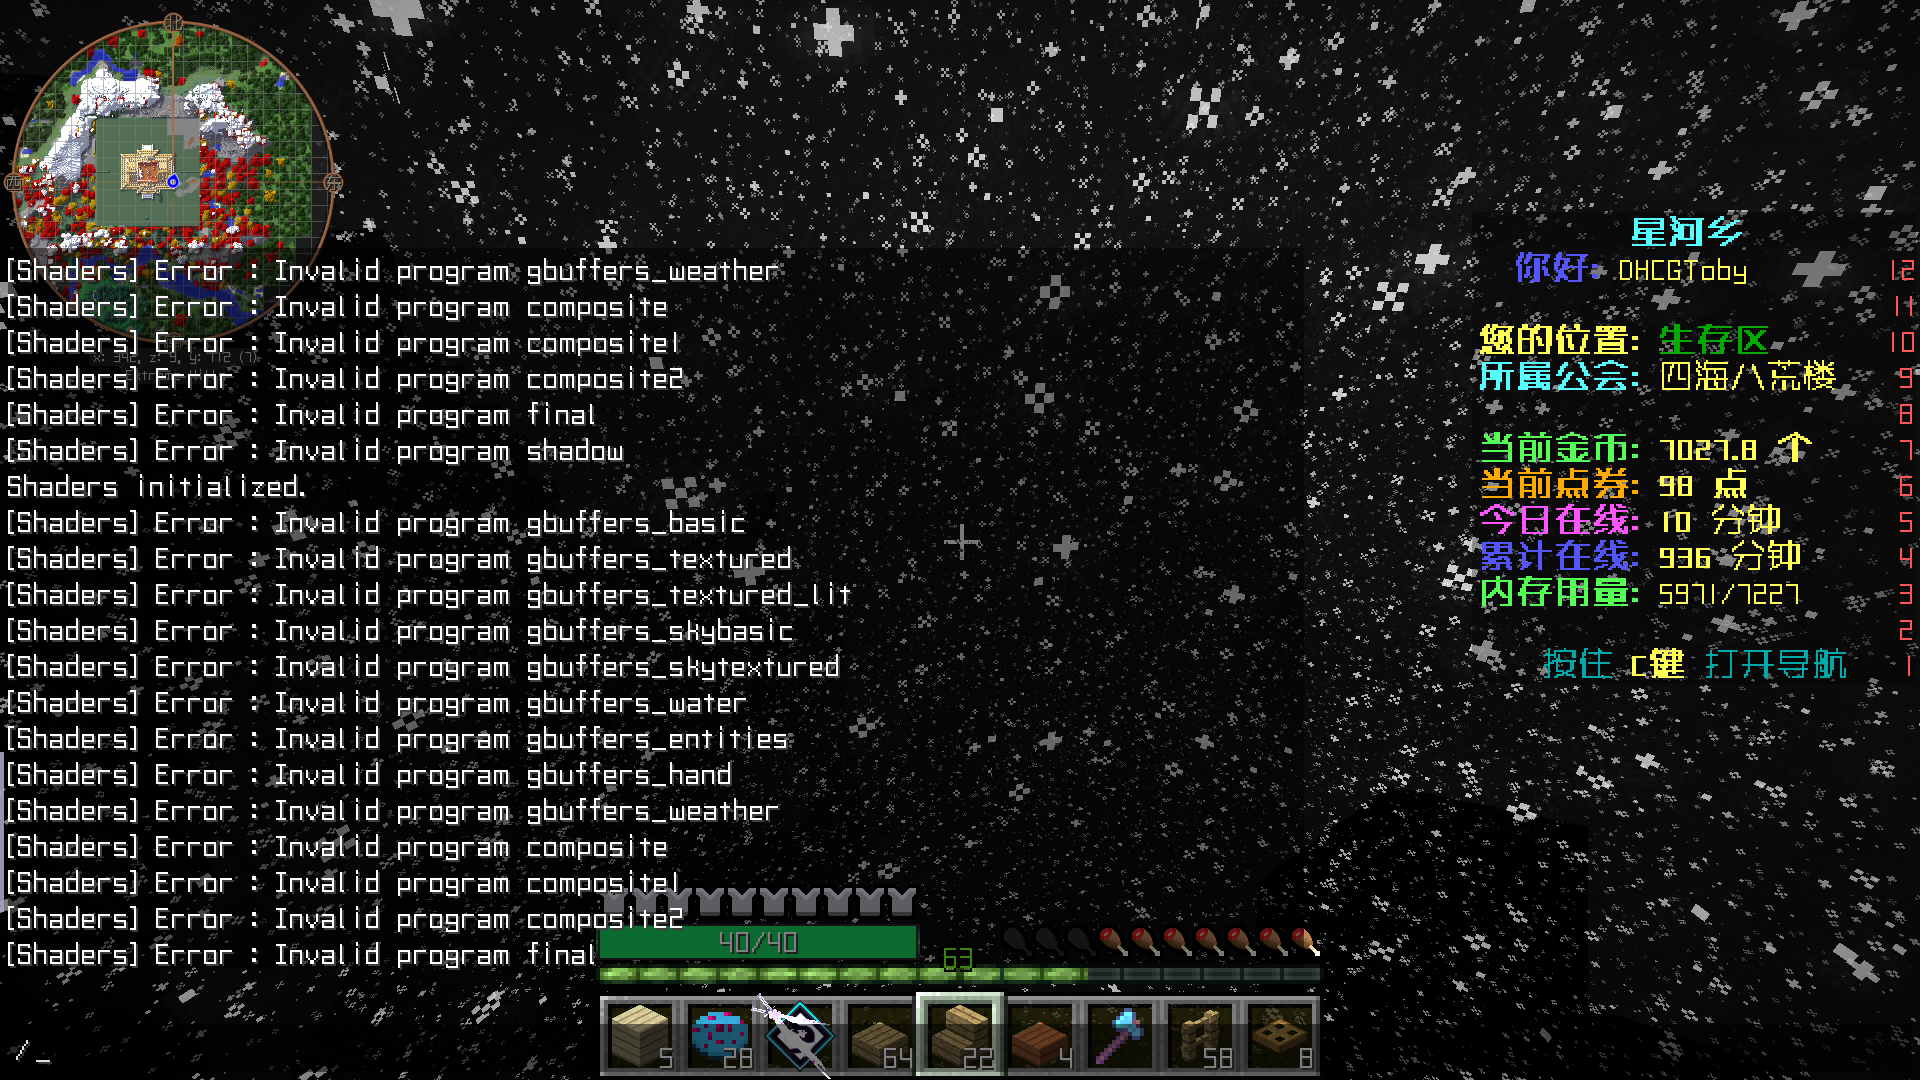 [Shaders] Error : Invalid program gbuffers_weather
[Shaders] Error : Invalid program composite
[Shaders] Error : Invalid program composite1
[Shaders] Error : Invalid program composite2
[Shaders] Error : Invalid program final
[Shaders] Error : Invalid program shadow
Shaders initialized.
[Shaders] Error : Invalid program gbuffers_basic
[Shaders] Error : Invalid program gbuffers_textured
[Shaders] Error : Invalid program gbuffers_textured_lit
[Shaders] Error : Invalid program gbuffers_skybasic
[Shaders] Error : Invalid program gbuffers_skytextured
[Shaders] Error : Invalid program gbuffers_water
[Shaders] Error : Invalid program gbuffers_entities
[Shaders] Error : Invalid program gbuffers_hand
[Shaders] Error : Invalid program gbuffers_weather
[Shaders] Error : Invalid program composite
[Shaders] Error : Invalid program composite1
[Shaders] Error : Invalid program composite2
[Shaders] Error : Invalid program final
/_
星河乡
你好: DHCGToby 12
11
您的位置: 生存区 10
所属公会: 四海八荒楼 9
8
当前金币: 7027.8 个 7
当前点券: 98 点 6
今日在线: 10 分钟 5
累计在线: 936 分钟 4
内存用量: 5971/7227 3
2
按住 C键 打开导航 1
40/40
63
5 28 64 22 4 58 8